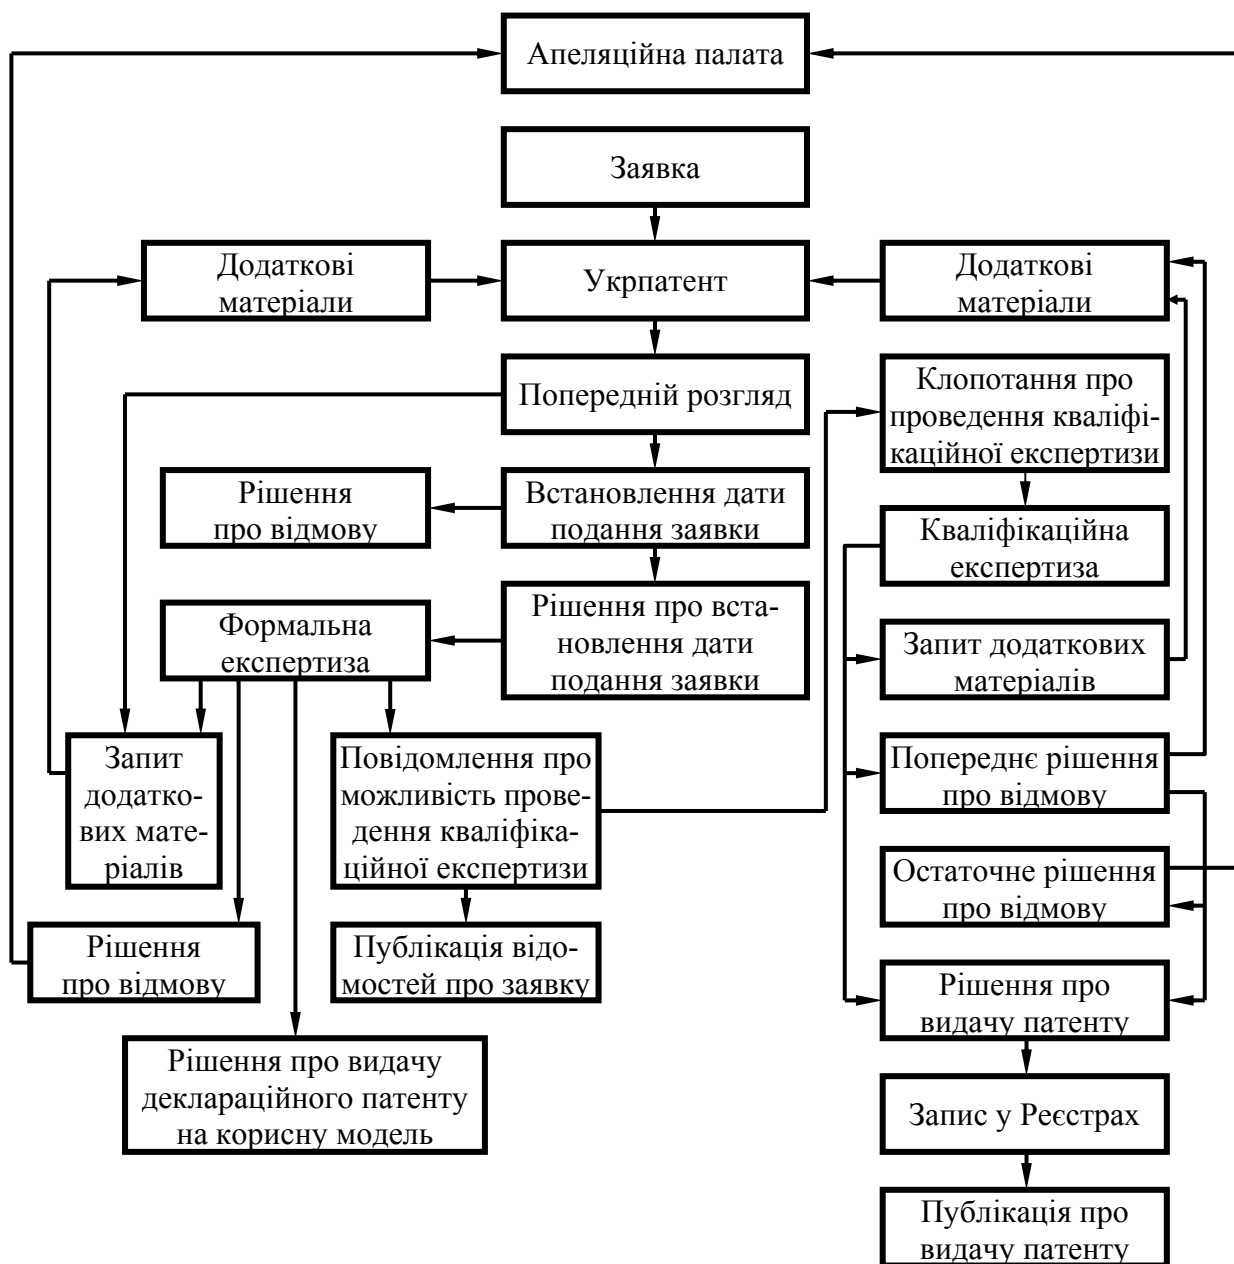 Апеляційна палата
Заявка
Додаткові
матеріали
Укрпатент
Додаткові
матеріали
Попередній розгляд
Клопотання про
проведення кваліфі-
каційної експертизи
Рішення
про відмову
Встановлення дати
подання заявки
Кваліфікаційна
експертиза
Формальна
експертиза
Рішення про вста-
новлення дати
подання заявки
Запит додаткових
матеріалів
Запит
додатко-
вих мате-
ріалів
Повідомлення про
можливість прове-
дення кваліфіка-
ційної експертизи
Попереднє рішення
про відмову
Остаточне рішення
про відмову
Рішення
про відмову
Публікація відо-
мостей про заявку
Рішення про
видачу патенту
Рішення про видачу
деклараційного патенту
на корисну модель
Запис у Реєстрах
Публікація про
видачу патенту